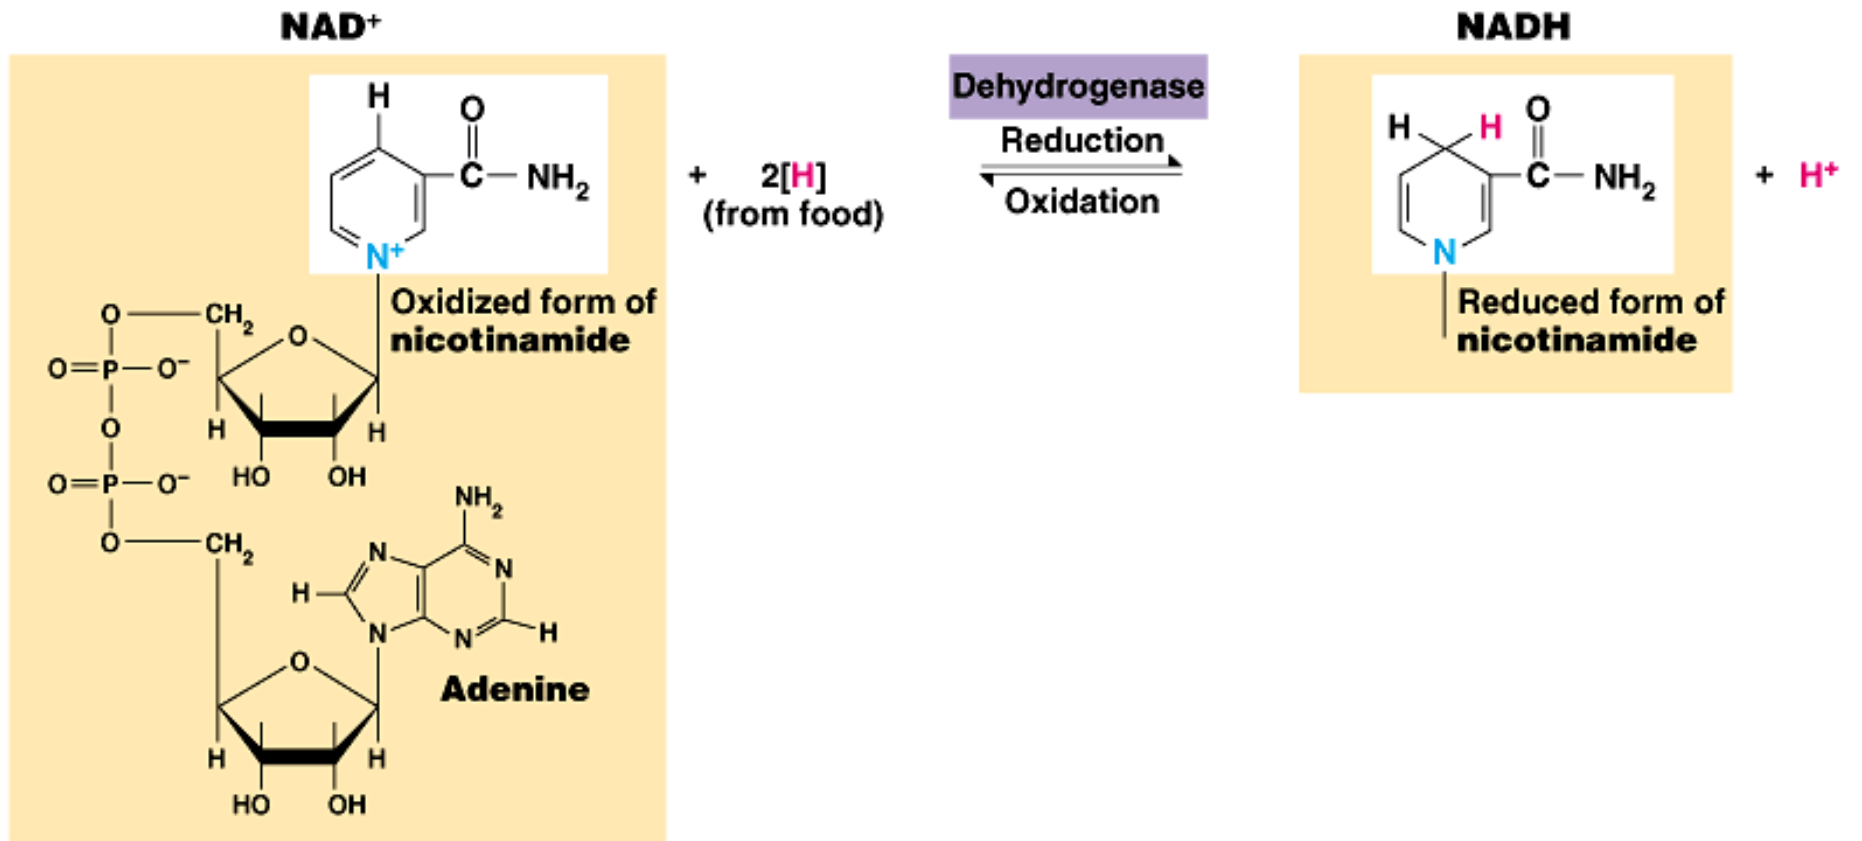 NAD⁺
NADH
Dehydrogenase
Reduction
Oxidation
H
O
C
NH₂
N⁺
Oxidized form of
nicotinamide
+ 2[H]
(from food)
H
H
O
C
NH₂
N
Reduced form of
nicotinamide
+ H⁺
O
CH₂
O
O=P—O⁻
H
H
O
HO
OH
O=P—O⁻
O
CH₂
NH₂
N
N
H
N
N
H
Adenine
O
H
H
HO
OH